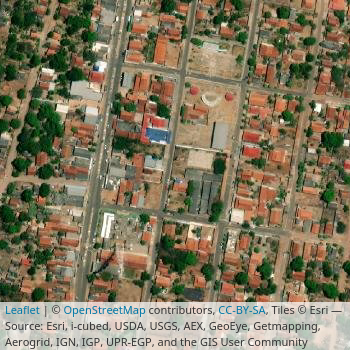 Leaflet | © OpenStreetMap contributors, CC-BY-SA, Tiles © Esri —
Source: Esri, i-cubed, USDA, USGS, AEX, GeoEye, Getmapping,
Aerogrid, IGN, IGP, UPR-EGP, and the GIS User Community